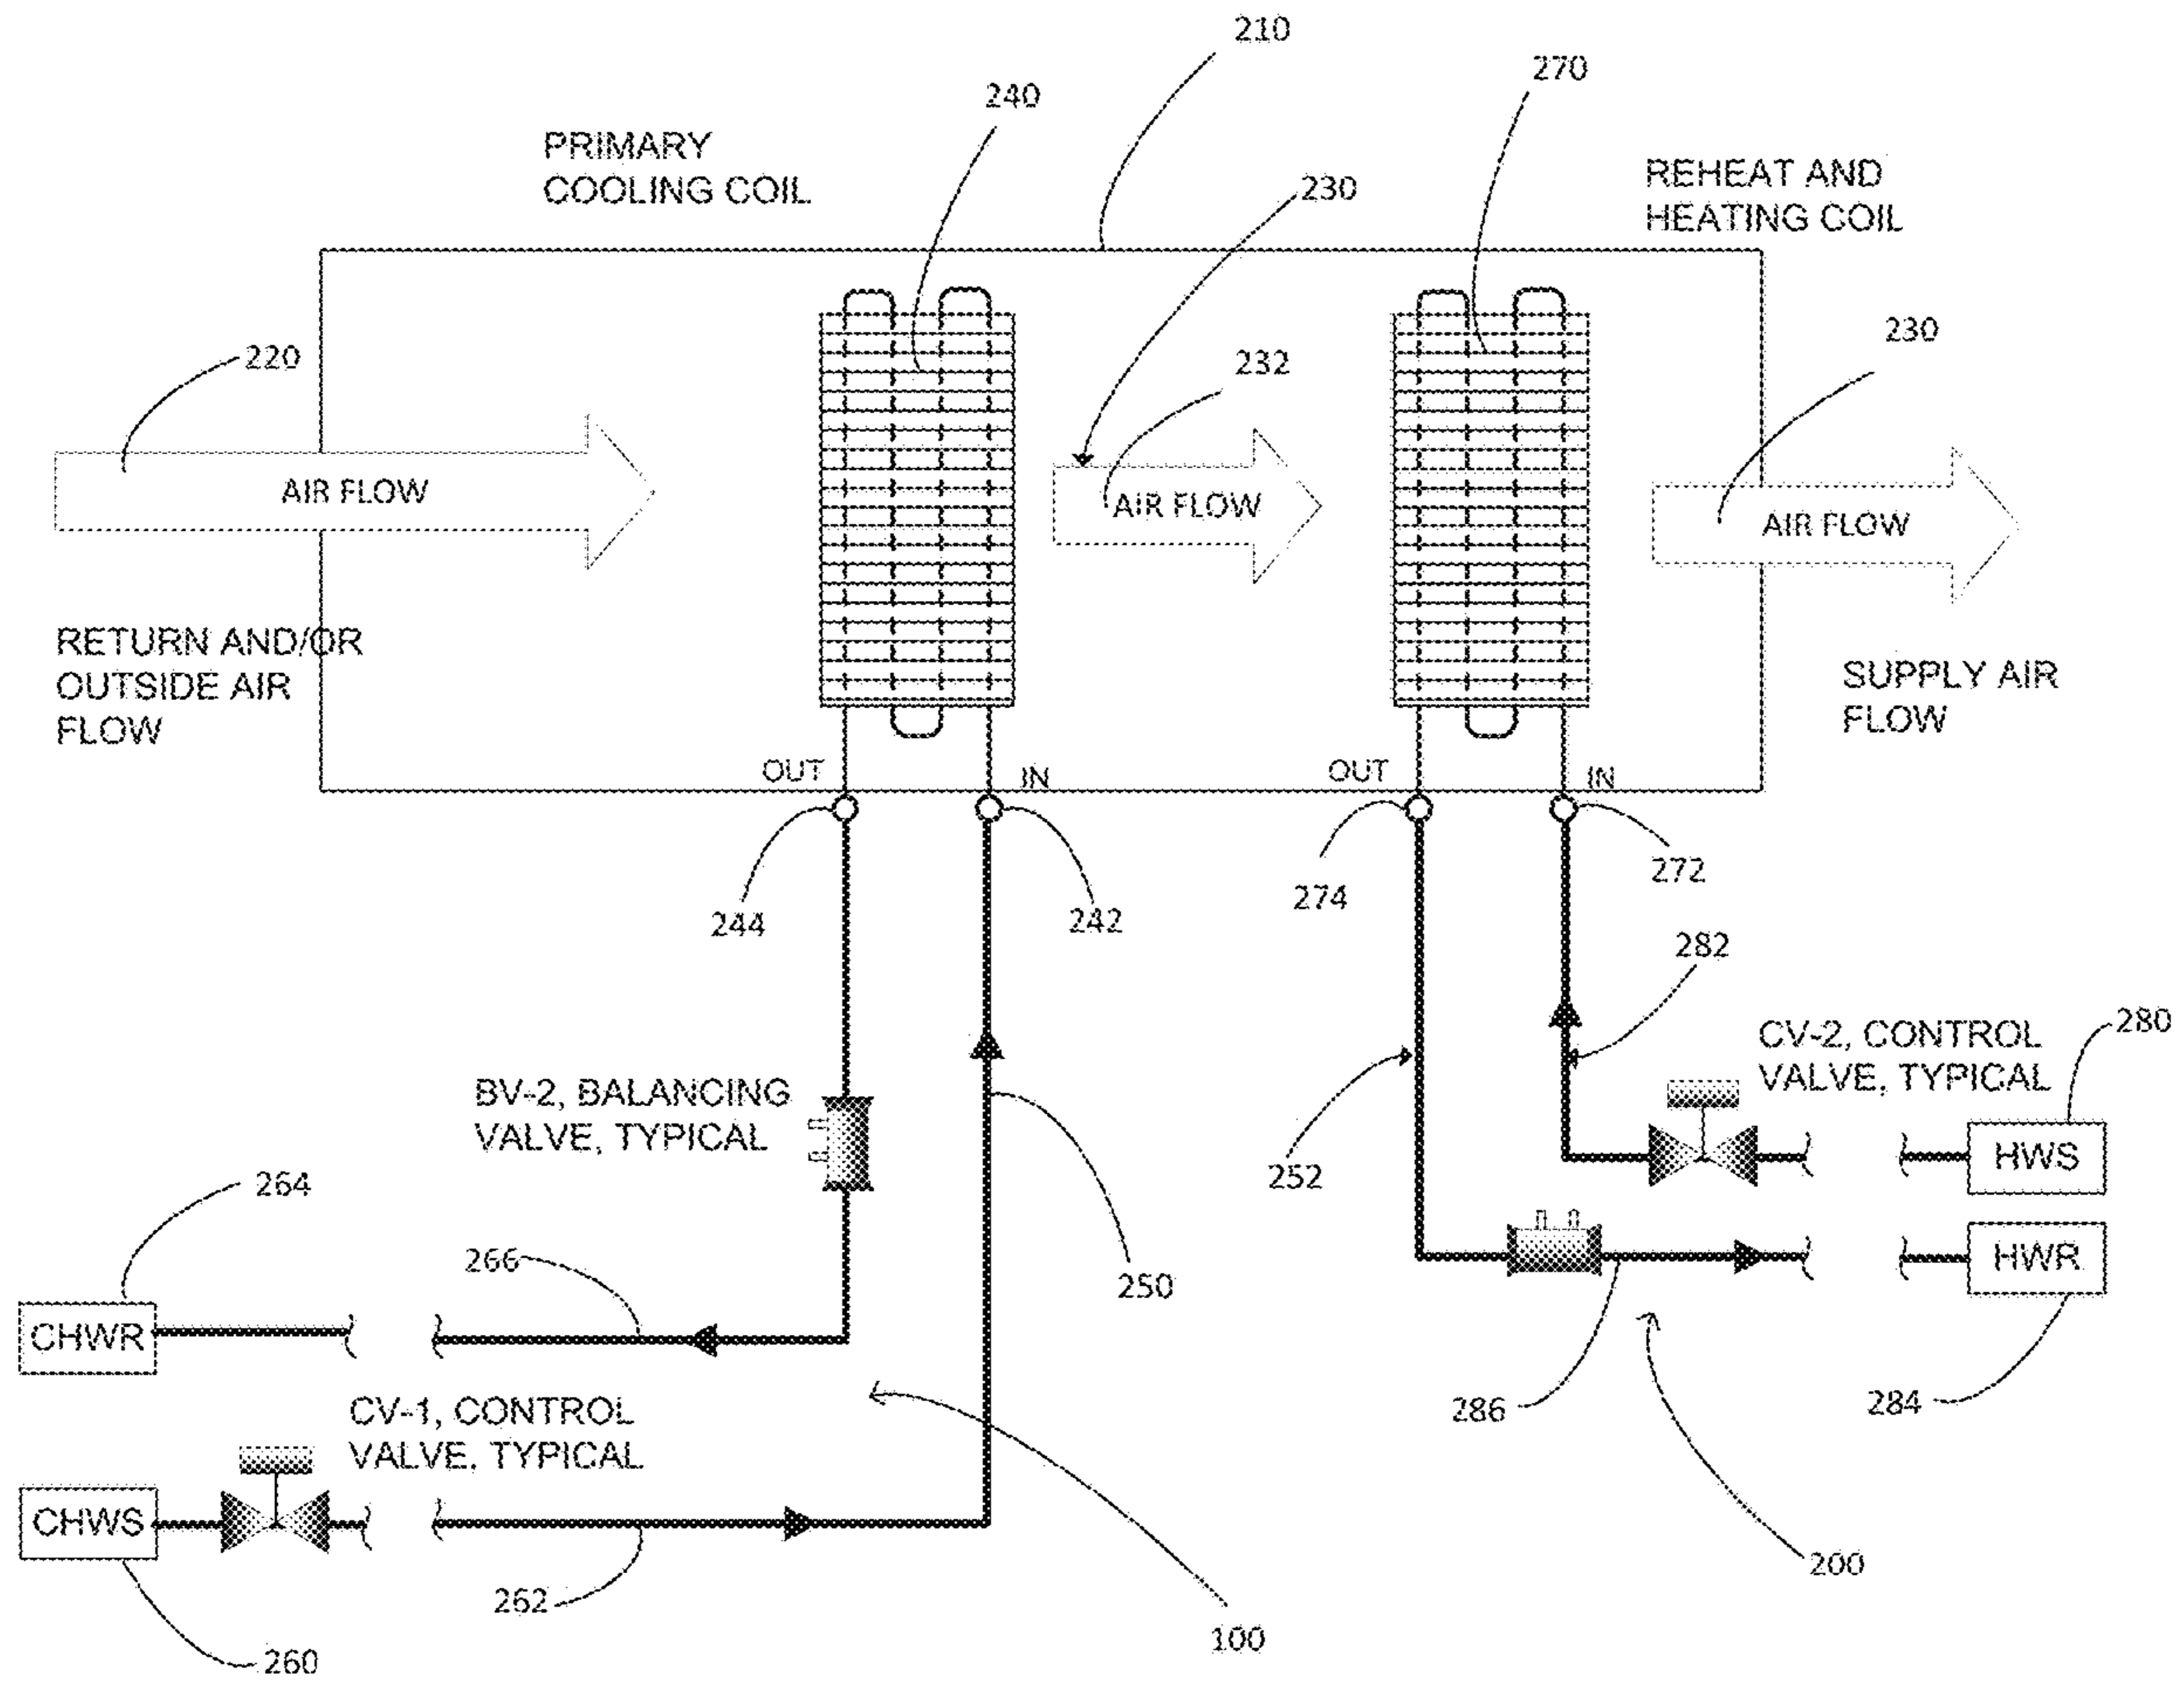 210
240
270
PRIMARY
COOLING COIL
230
REHEAT AND
HEATING COIL
220
232
230
AIR FLOW
AIR FLOW
AIR FLOW
RETURN AND/OR
OUTSIDE AIR
FLOW
SUPPLY AIR
FLOW
OUT
IN
OUT
IN
244
242
274
272
282
280
CV-2, CONTROL
VALVE, TYPICAL
BV-2, BALANCING
VALVE, TYPICAL
HWS
252
264
266
250
HWR
CHWR
286
284
CV-1, CONTROL
VALVE, TYPICAL
CHWS
200
262
100
260